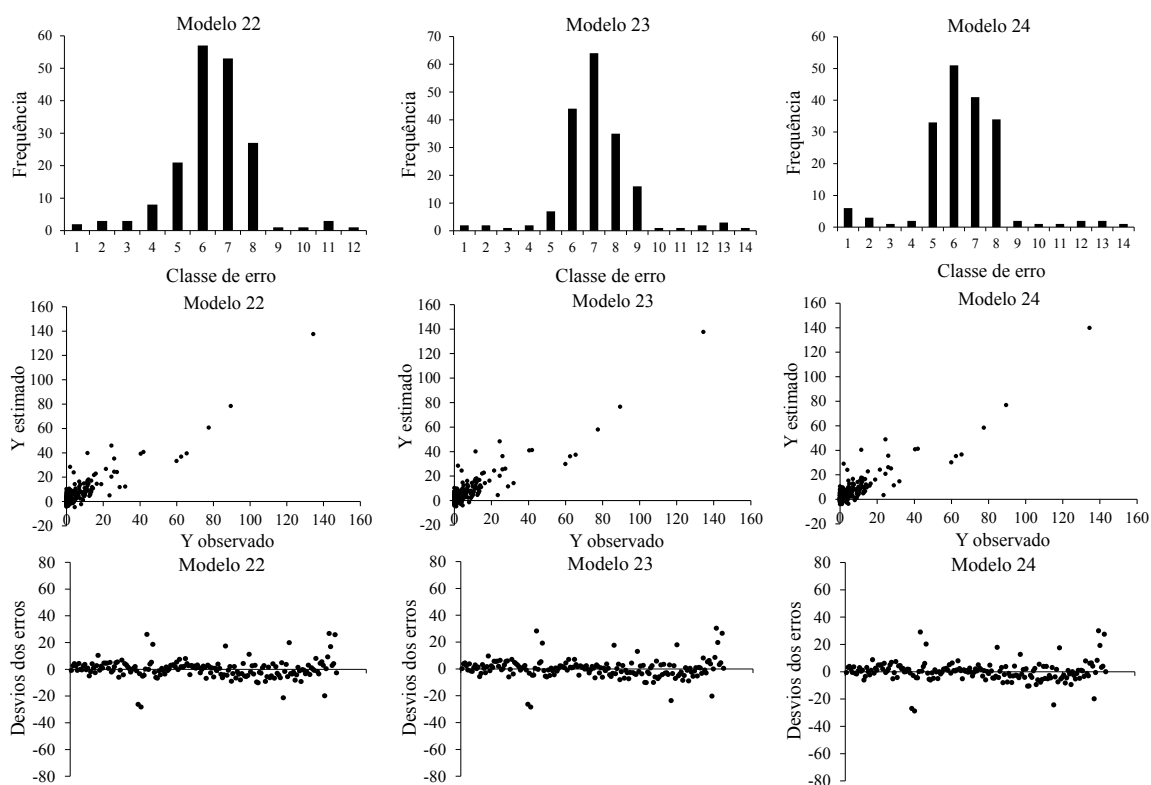 Modelo 22
Frequência
60
50
40
30
20
10
0
1 2 3 4 5 6 7 8 9 10 11 12
Classe de erro
Modelo 23
Frequência
70
60
50
40
30
20
10
0
1 2 3 4 5 6 7 8 9 10 11 12 13 14
Classe de erro
Modelo 24
Frequência
60
50
40
30
20
10
0
1 2 3 4 5 6 7 8 9 10 11 12 13 14
Classe de erro
Modelo 22
Y estimado
160
140
120
100
80
60
40
20
0
-20
0 20 40 60 80 100 120 140 160
Y observado
Modelo 23
Y estimado
160
140
120
100
80
60
40
20
0
-20
0 20 40 60 80 100 120 140 160
Y observado
Modelo 24
Y estimado
160
140
120
100
80
60
40
20
0
-20
0 20 40 60 80 100 120 140 160
Y observado
Modelo 22
Desvios dos erros
80
60
40
20
0
-20
-40
-60
-80
Modelo 23
Desvios dos erros
80
60
40
20
0
-20
-40
-60
-80
Modelo 24
Desvios dos erros
80
60
40
20
0
-20
-40
-60
-80